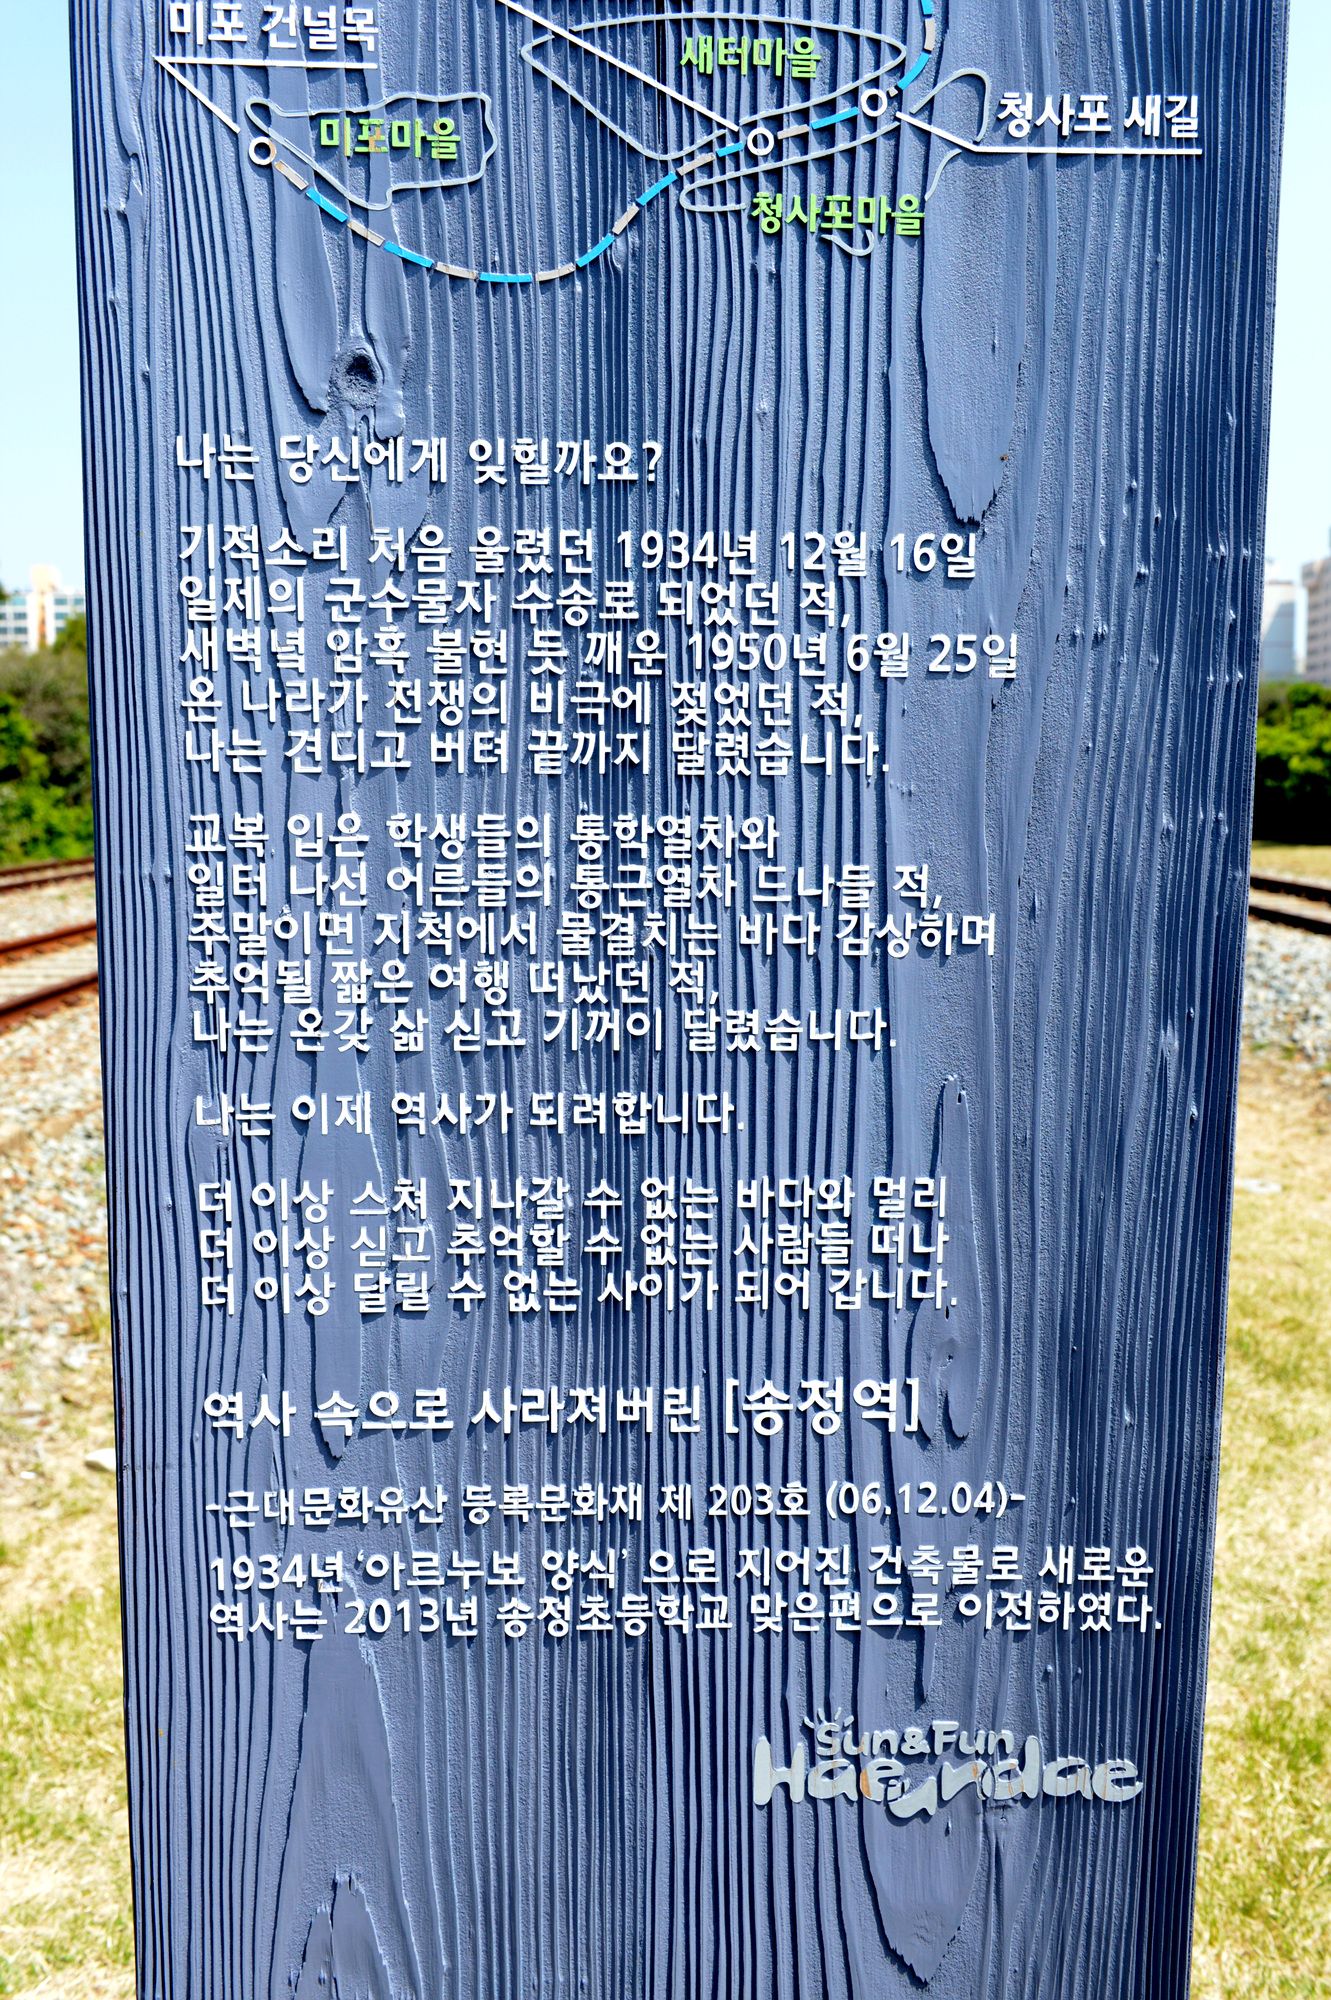 미포 건널목
새터마을
미포마을
청사포 새길
청사포마을
나는 당신에게 잊힐까요?
기적소리 처음 울렸던 1934년 12월 16일
일제의 군수물자 수송로 되었던 적,
새벽녘 암흑 불현 듯 깨운 1950년 6월 25일
온 나라가 전쟁의 비극에 젖었던 적,
나는 견디고 버텨 끝까지 달렸습니다.
교복 입은 학생들의 통학열차와
일터 나선 어른들의 통근열차 드나들 적,
주말이면 지척에서 물결치는 바다 감상하며
추억될 짧은 여행 떠났던 적,
나는 온갖 삶 싣고 기꺼이 달렸습니다.
나는 이제 역사가 되려합니다.
더 이상 스쳐 지나갈 수 없는 바다와 멀리
더 이상 싣고 추억할 수 없는 사람들 떠나
더 이상 달릴 수 없는 사이가 되어 갑니다.
역사 속으로 사라져버린 [송정역]
-근대문화유산 등록문화재 제 203호 (06.12.04)-
1934년 '아르누보 양식' 으로 지어진 건축물로 새로운
역사는 2013년 송정초등학교 맞은편으로 이전하였다.
Sun&Fun
Haeundae